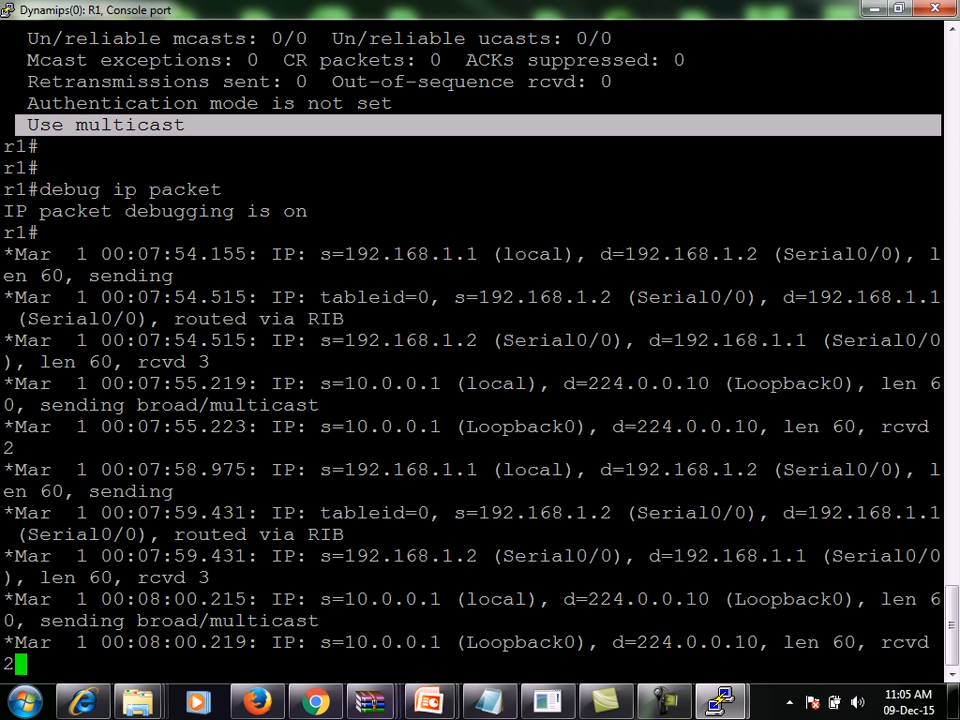 Dynamips(0): R1, Console port
Un/reliable mcasts: 0/0  Un/reliable ucasts: 0/0
Mcast exceptions: 0  CR packets: 0  ACKs suppressed: 0
Retransmissions sent: 0  Out-of-sequence rcvd: 0
Authentication mode is not set
Use multicast
r1#
r1#
r1#debug ip packet
IP packet debugging is on
r1#
*Mar  1 00:07:54.155: IP: s=192.168.1.1 (local), d=192.168.1.2 (Serial0/0), l
en 60, sending
*Mar  1 00:07:54.515: IP: tableid=0, s=192.168.1.2 (Serial0/0), d=192.168.1.1
(Serial0/0), routed via RIB
*Mar  1 00:07:54.515: IP: s=192.168.1.2 (Serial0/0), d=192.168.1.1 (Serial0/0
), len 60, rcvd 3
*Mar  1 00:07:55.219: IP: s=10.0.0.1 (local), d=224.0.0.10 (Loopback0), len 6
0, sending broad/multicast
*Mar  1 00:07:55.223: IP: s=10.0.0.1 (Loopback0), d=224.0.0.10, len 60, rcvd
2
*Mar  1 00:07:58.975: IP: s=192.168.1.1 (local), d=192.168.1.2 (Serial0/0), l
en 60, sending
*Mar  1 00:07:59.431: IP: tableid=0, s=192.168.1.2 (Serial0/0), d=192.168.1.1
(Serial0/0), routed via RIB
*Mar  1 00:07:59.431: IP: s=192.168.1.2 (Serial0/0), d=192.168.1.1 (Serial0/0
), len 60, rcvd 3
*Mar  1 00:08:00.215: IP: s=10.0.0.1 (local), d=224.0.0.10 (Loopback0), len 6
0, sending broad/multicast
*Mar  1 00:08:00.219: IP: s=10.0.0.1 (Loopback0), d=224.0.0.10, len 60, rcvd
2
11:05 AM
09-Dec-15